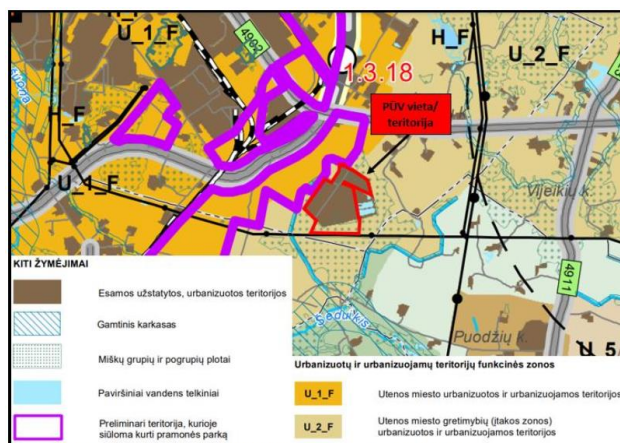 U_1_F
4902
H_F
U_2_F
1.3.18
PŪV vieta/
teritorija
H_F
U_1_F
Vijeikių k.
4911
Šeduikis
Puodžių k.
U_5
KITI ŽYMĖJIMAI
Esamos užstatytos, urbanizuotos teritorijos
Gamtinis karkasas
Miškų grupių ir pogrupių plotai
Paviršiniai vandens telkiniai
Preliminari teritorija, kurioje
siūloma kurti pramonės parką
Urbanizuotų ir urbanizuojamų teritorijų funkcinės zonos
U_1_F
Utenos miesto urbanizuotos ir urbanizuojamos teritorijos
U_2_F
Utenos miesto gretimybių (įtakos zonos)
urbanizuotos ir urbanizuojamos teritorijos